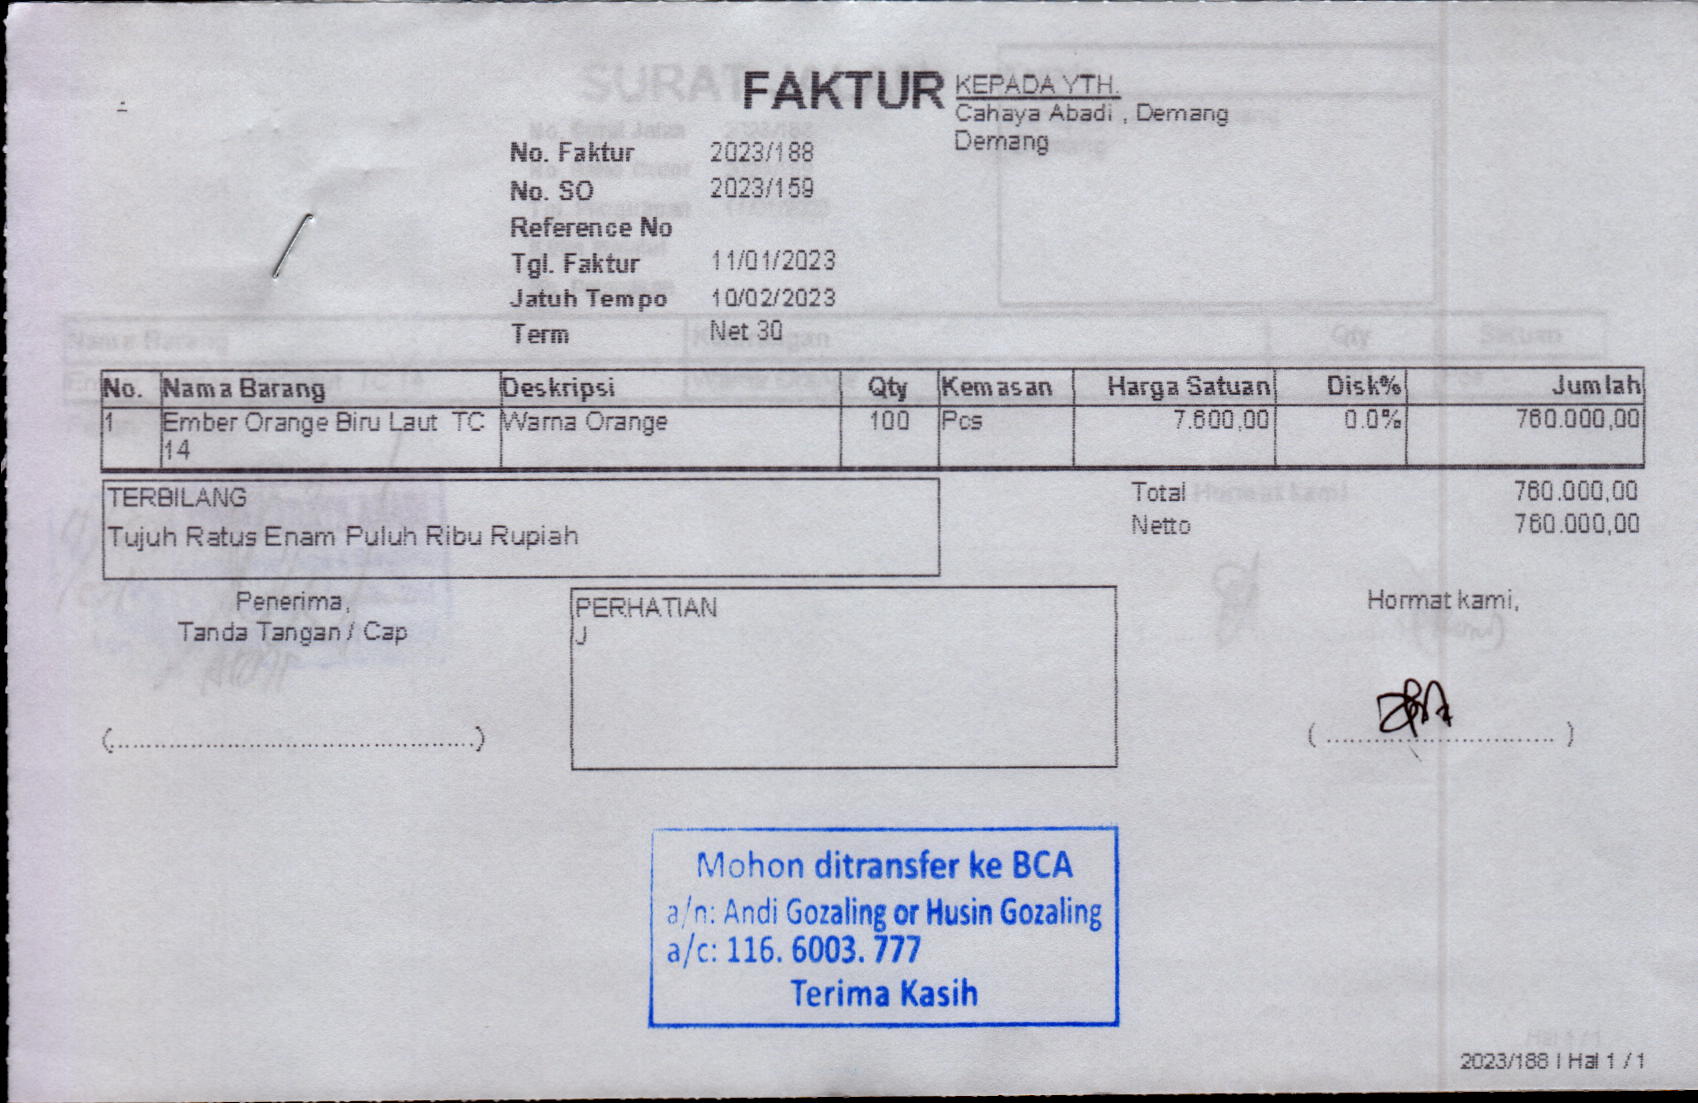 FAKTUR
KEPADA YTH.
Cahaya Abadi , Demang
Demang
No. Faktur 2023/188
No. SO 2023/159
Reference No
Tgl. Faktur 11/01/2023
Jatuh Tempo 10/02/2023
Term Net 30
No. Nama Barang Deskripsi Qty Kemasan Harga Satuan Disk% Jumlah
1 Ember Orange Biru Laut TC Warna Orange 100 Pcs 7.600,00 0.0% 760.000,00
14
TERBILANG
Tujuh Ratus Enam Puluh Ribu Rupiah
Total 760.000,00
Netto 760.000,00
Penerima,
Tanda Tangan / Cap
PERHATIAN
J
Hormat kami,
Mohon ditransfer ke BCA
a/n: Andi Gozaling or Husin Gozaling
a/c: 116. 6003. 777
Terima Kasih
2023/188 | Hal 1 / 1